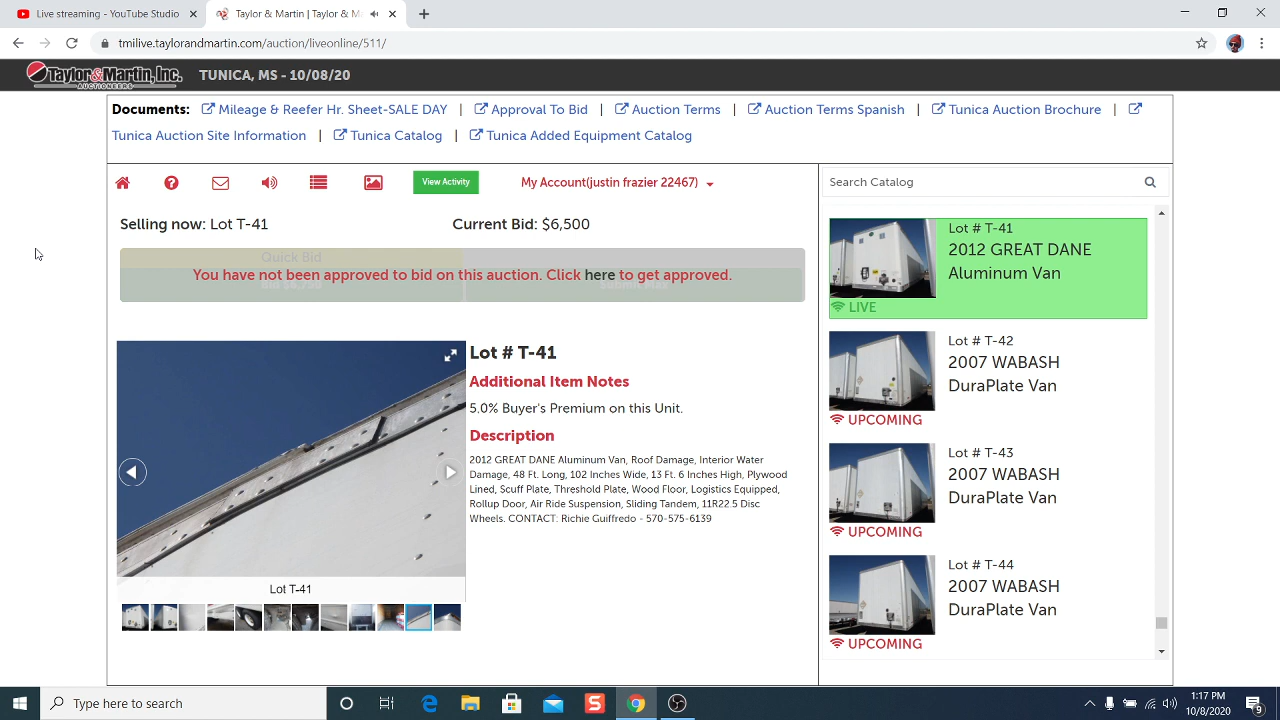 Live streaming - YouTube Studio
Taylor & Martin | Taylor & M
tmilive.taylorandmartin.com/auction/liveonline/511/
Taylor&Martin, Inc.
AUCTIONEERS
TUNICA, MS - 10/08/20
Documents: Mileage & Reefer Hr. Sheet-SALE DAY | Approval To Bid | Auction Terms | Auction Terms Spanish | Tunica Auction Brochure |
Tunica Auction Site Information | Tunica Catalog | Tunica Added Equipment Catalog
View Activity
My Account(justin frazier 22467)
Selling now: Lot T-41
Current Bid: $6,500
Quick Bid
You have not been approved to bid on this auction. Click here to get approved.
Submit Max
Lot T-41
Lot # T-41
Additional Item Notes
5.0% Buyer's Premium on this Unit.
Description
2012 GREAT DANE Aluminum Van, Roof Damage, Interior Water
Damage, 48 Ft. Long, 102 Inches Wide, 13 Ft. 6 Inches High, Plywood
Lined, Scuff Plate, Threshold Plate, Wood Floor, Logistics Equipped,
Rollup Door, Air Ride Suspension, Sliding Tandem, 11R22.5 Disc
Wheels. CONTACT: Richie Guiffredo - 570-575-6139
Search Catalog
Lot # T-41
2012 GREAT DANE
Aluminum Van
LIVE
Lot # T-42
2007 WABASH
DuraPlate Van
UPCOMING
Lot # T-43
2007 WABASH
DuraPlate Van
UPCOMING
Lot # T-44
2007 WABASH
DuraPlate Van
UPCOMING
Type here to search
1:17 PM
10/8/2020
9